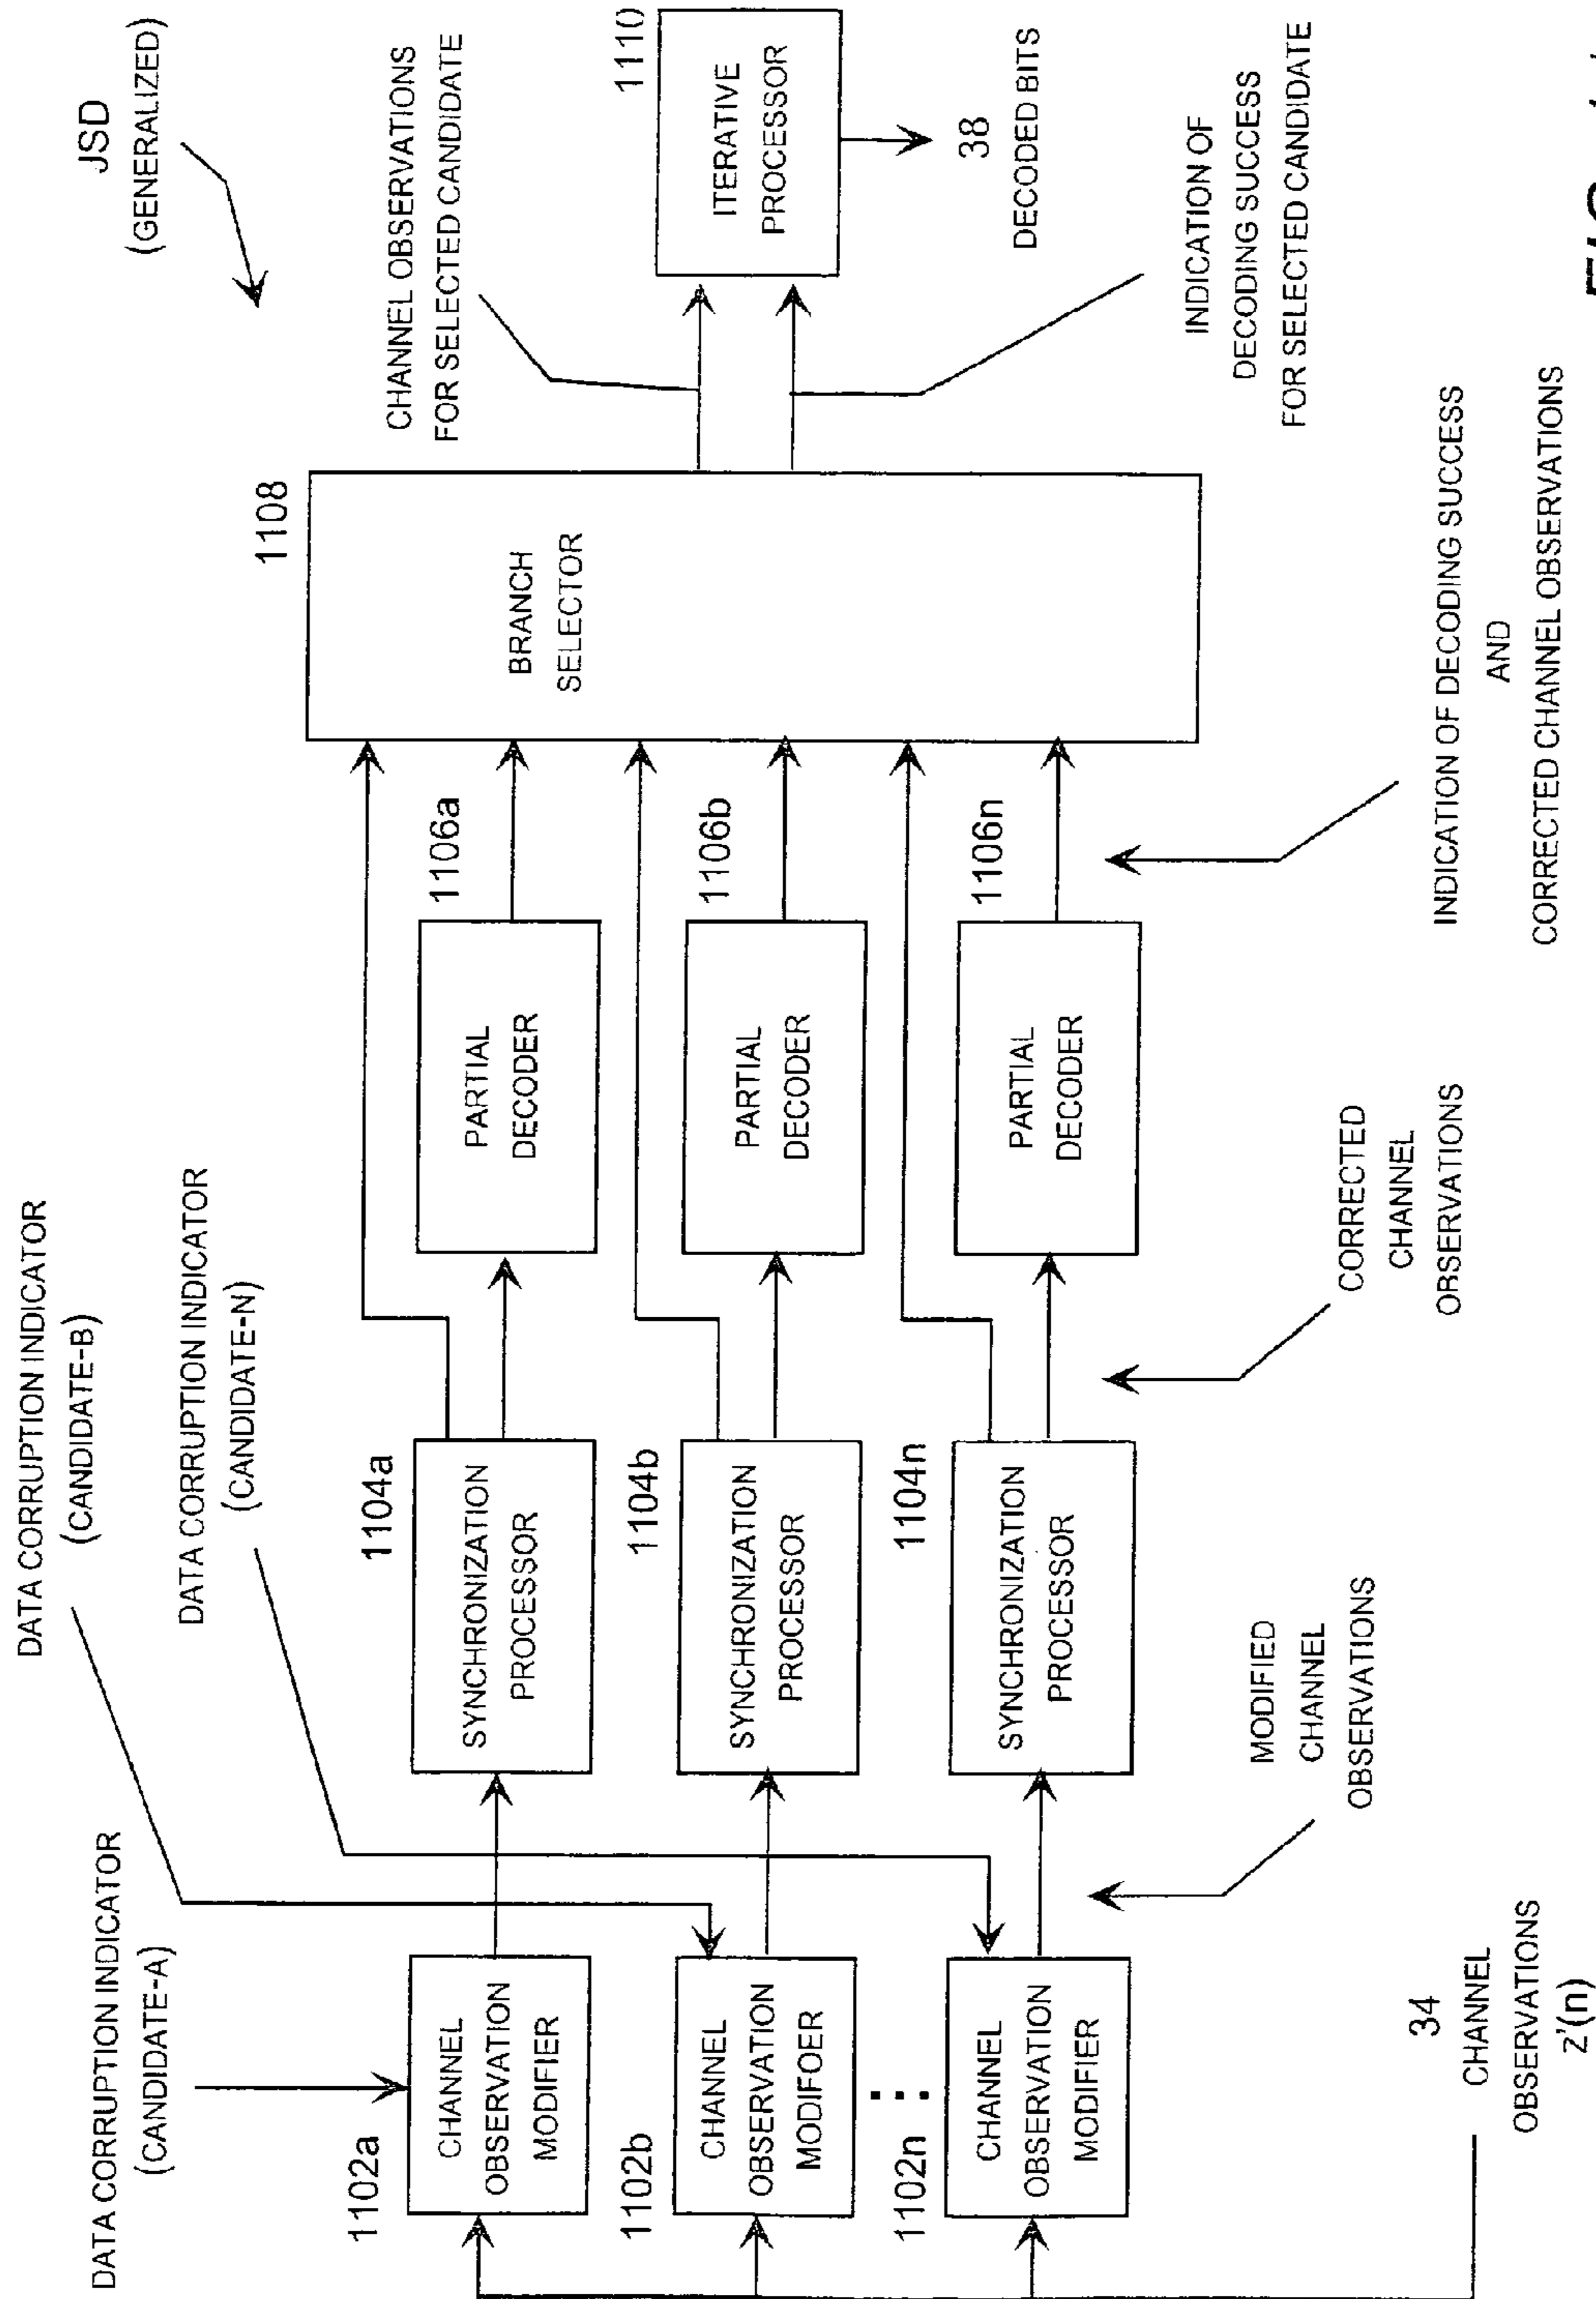 JSD
(GENERALIZED)
DATA CORRUPTION INDICATOR
(CANDIDATE-A)
DATA CORRUPTION INDICATOR
(CANDIDATE-B)
DATA CORRUPTION INDICATOR
(CANDIDATE-N)
1102a
CHANNEL
OBSERVATION
MODIFIER
1104a
SYNCHRONIZATION
PROCESSOR
PARTIAL
DECODER
1106a
1102b
CHANNEL
OBSERVATION
MODIFOER
1104b
SYNCHRONIZATION
PROCESSOR
PARTIAL
DECODER
1106b
1102n
CHANNEL
OBSERVATION
MODIFIER
1104n
SYNCHRONIZATION
PROCESSOR
PARTIAL
DECODER
1106n
1108
BRANCH
SELECTOR
CHANNEL OBSERVATIONS
FOR SELECTED CANDIDATE
1110
ITERATIVE
PROCESSOR
38
DECODED BITS
INDICATION OF
DECODING SUCCESS
FOR SELECTED CANDIDATE
34
CHANNEL
OBSERVATIONS
z'(n)
MODIFIED
CHANNEL
OBSERVATIONS
CORRECTED
CHANNEL
OBSERVATIONS
INDICATION OF DECODING SUCCESS
AND
CORRECTED CHANNEL OBSERVATIONS